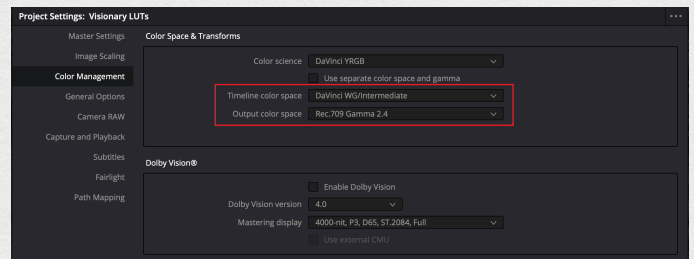 Project Settings: Visionary LUTs
Master Settings
Image Scaling
Color Management
General Options
Camera RAW
Capture and Playback
Subtitles
Fairlight
Path Mapping
Color Space & Transforms
Color science DaVinci YRGB
Use separate color space and gamma
Timeline color space DaVinci WG/Intermediate
Output color space Rec.709 Gamma 2.4
Dolby Vision®
Enable Dolby Vision
Dolby Vision version 4.0
Mastering display 4000-nit, P3, D65, ST.2084, Full
Use external CMU